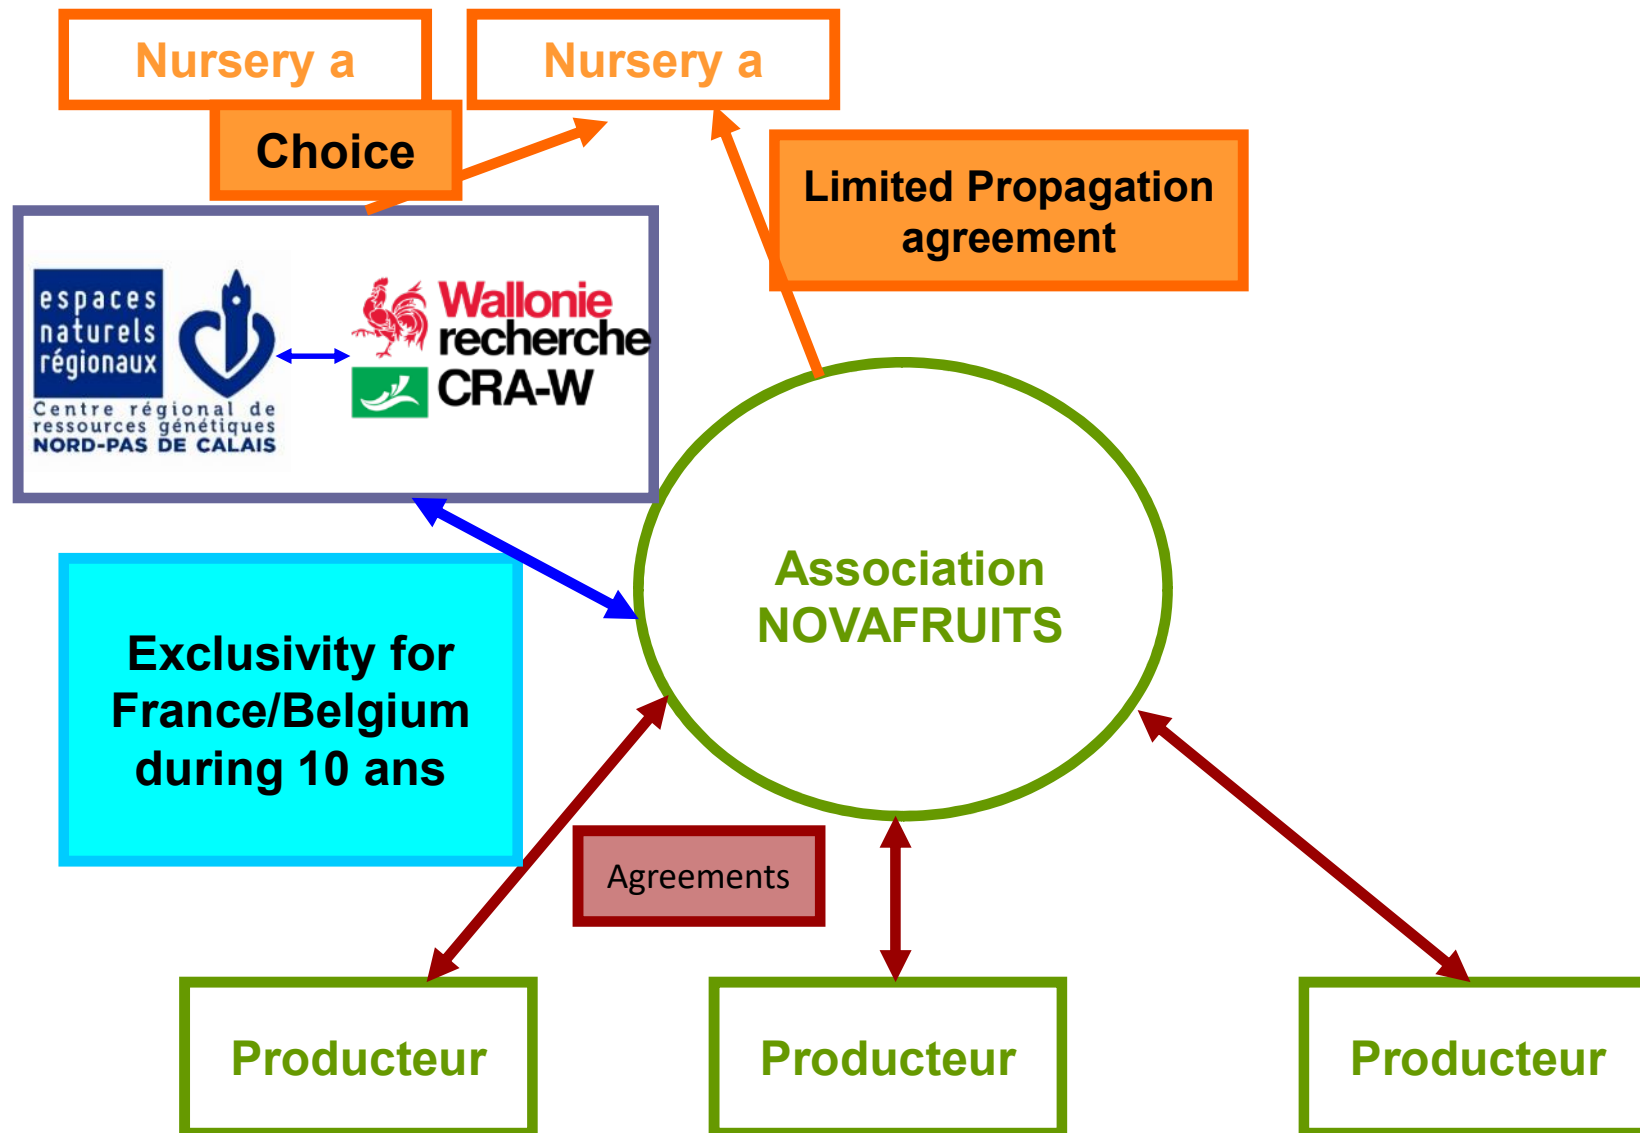 Nursery a
Nursery a
Choice
Limited Propagation
agreement
espaces
naturels
régionaux
Centre régional de
ressources génétiques
NORD-PAS DE CALAIS
Wallonie
recherche
CRA-W
Association
NOVAFRUITS
Exclusivity for
France/Belgium
during 10 ans
Agreements
Producteur
Producteur
Producteur